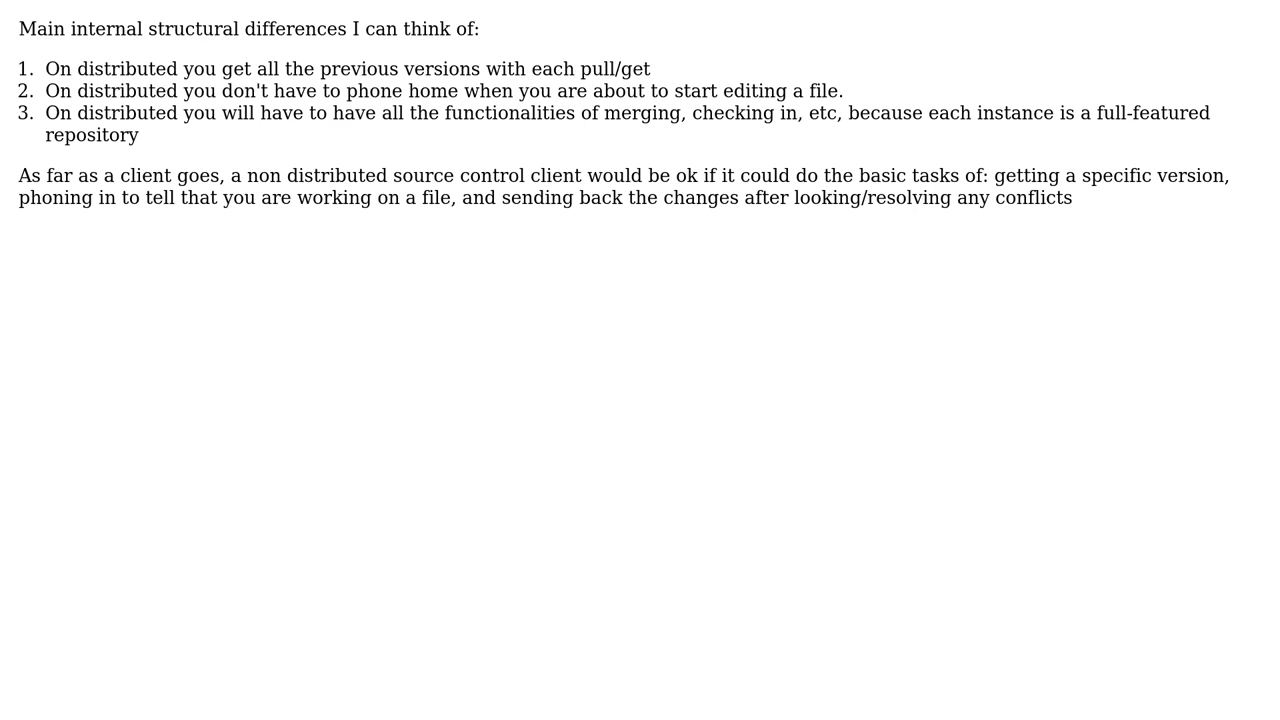 Main internal structural differences I can think of:
1. On distributed you get all the previous versions with each pull/get
2. On distributed you don't have to phone home when you are about to start editing a file.
3. On distributed you will have to have all the functionalities of merging, checking in, etc, because each instance is a full-featured
repository
As far as a client goes, a non distributed source control client would be ok if it could do the basic tasks of: getting a specific version,
phoning in to tell that you are working on a file, and sending back the changes after looking/resolving any conflicts